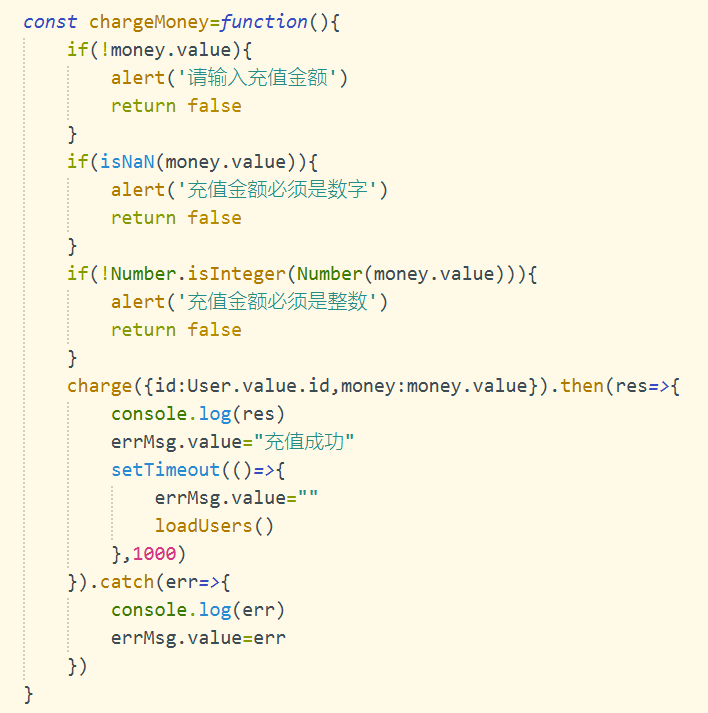 const chargeMoney=function(){
    if(!money.value){
        alert('请输入充值金额')
        return false
    }
    if(isNaN(money.value)){
        alert('充值金额必须是数字')
        return false
    }
    if(!Number.isInteger(Number(money.value))){
        alert('充值金额必须是整数')
        return false
    }
    charge({id:User.value.id,money:money.value}).then(res=>{
        console.log(res)
        errMsg.value="充值成功"
        setTimeout(()=>{
            errMsg.value=""
            loadUsers()
        },1000)
    }).catch(err=>{
        console.log(err)
        errMsg.value=err
    })
}